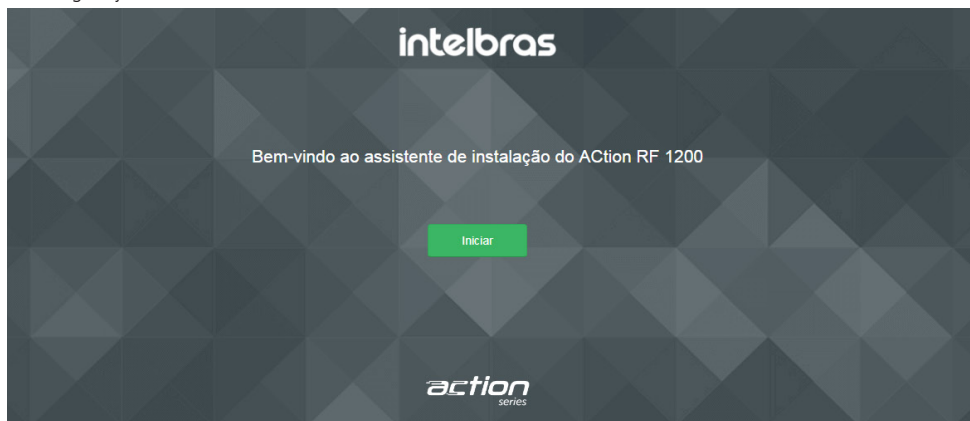 intelbras
Bem-vindo ao assistente de instalação do ACtion RF 1200
Iniciar
action
series